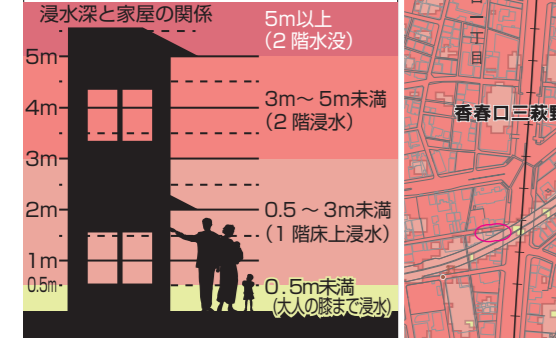 浸水深と家屋の関係
5m以上
(2階水没)
5m
3m～5m未満
(2階浸水)
4m
3m
0.5～3m未満
(1階床上浸水)
2m
1m
0.5m
0.5m未満
(大人の膝まで浸水)
一丁目
香春口三萩野